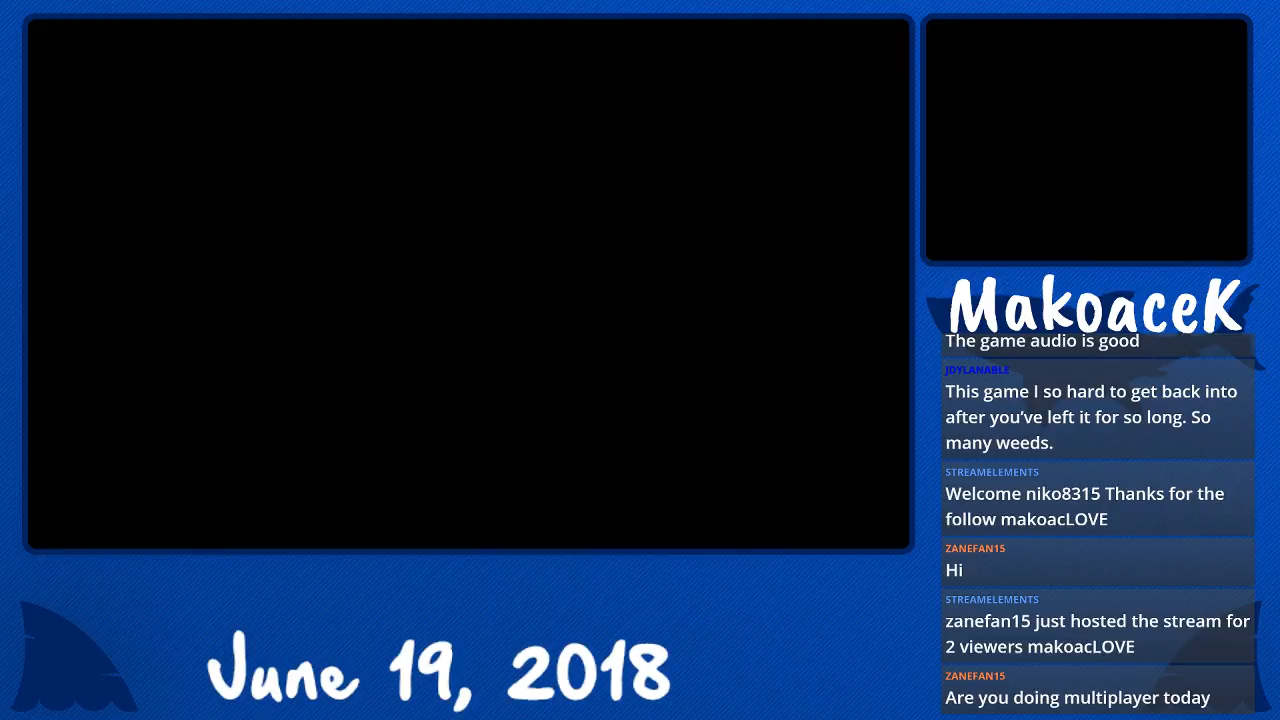 MakoaceK
The game audio is good
JDYLANABLE
This game I so hard to get back into
after you've left it for so long. So
many weeds.
STREAMELEMENTS
Welcome niko8315 Thanks for the
follow makoacLOVE
ZANEFAN15
Hi
STREAMELEMENTS
zanefan15 just hosted the stream for
2 viewers makoacLOVE
ZANEFAN15
Are you doing multiplayer today
June 19, 2018